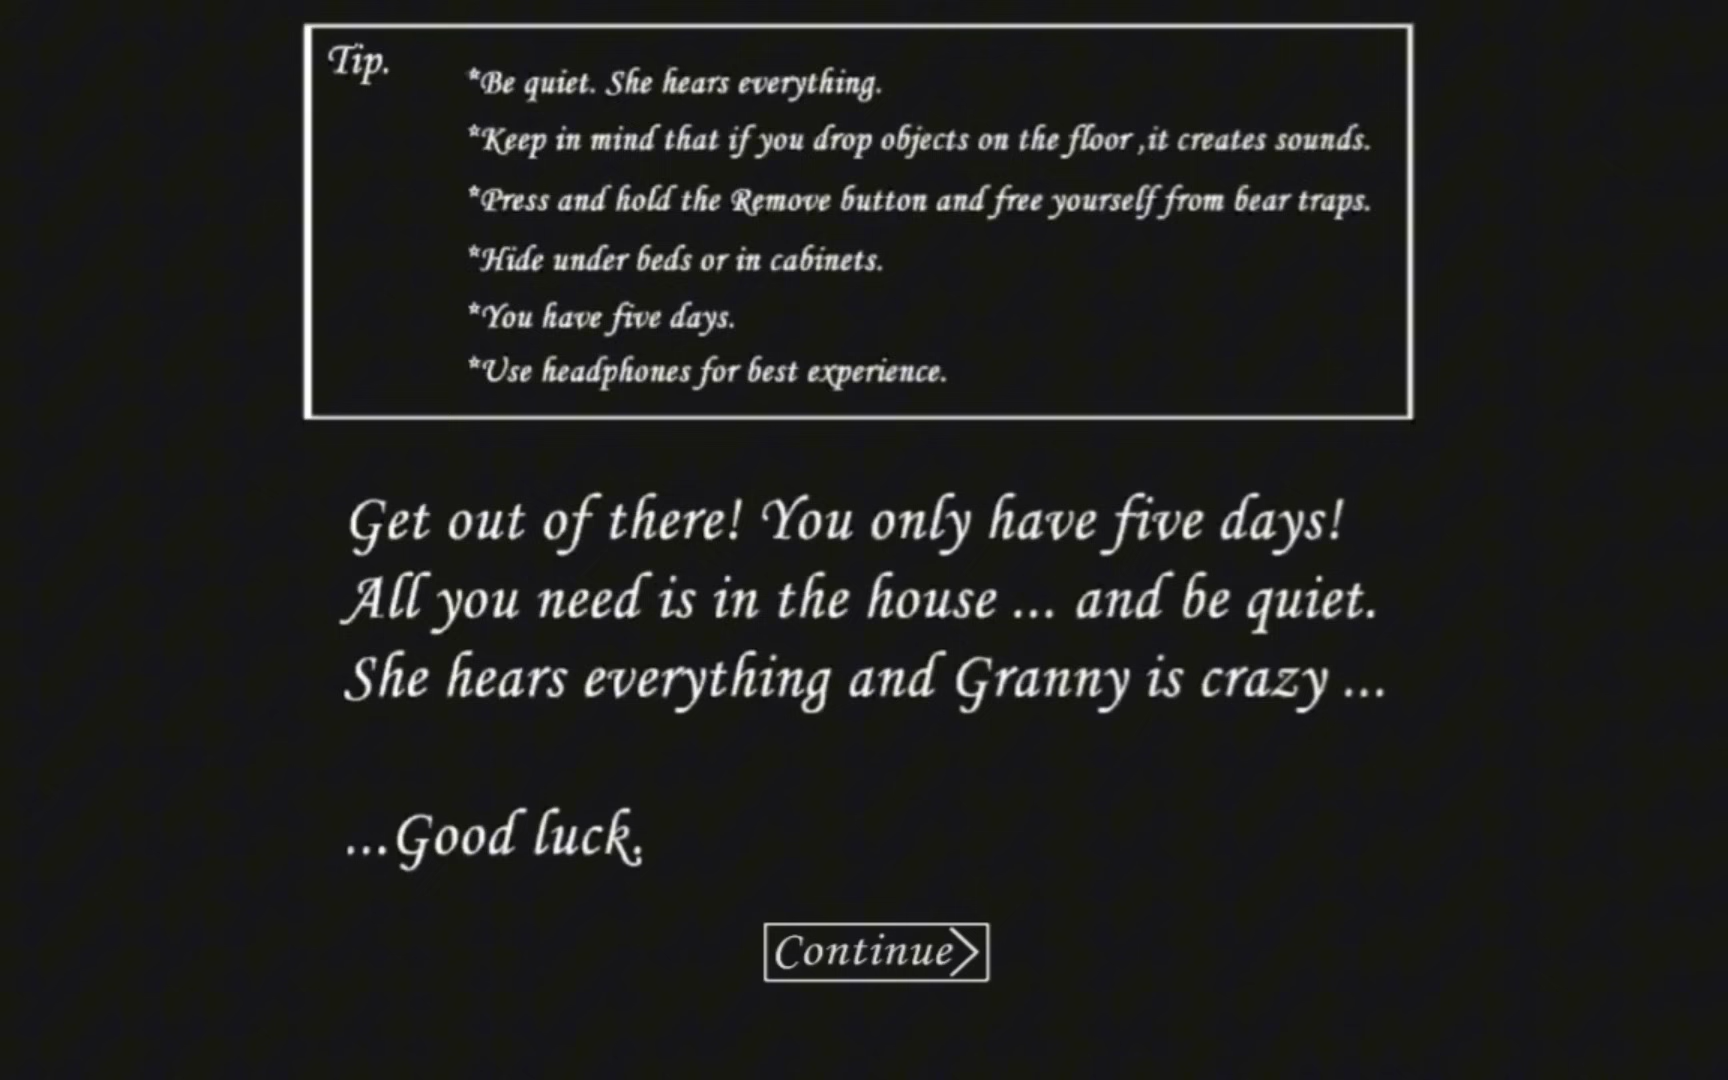 Tip.
*Be quiet. She hears everything.
*Keep in mind that if you drop objects on the floor ,it creates sounds.
*Press and hold the Remove button and free yourself from bear traps.
*Hide under beds or in cabinets.
*You have five days.
*Use headphones for best experience.
Get out of there! You only have five days!
All you need is in the house ... and be quiet.
She hears everything and Granny is crazy ...
...Good luck.
Continue>